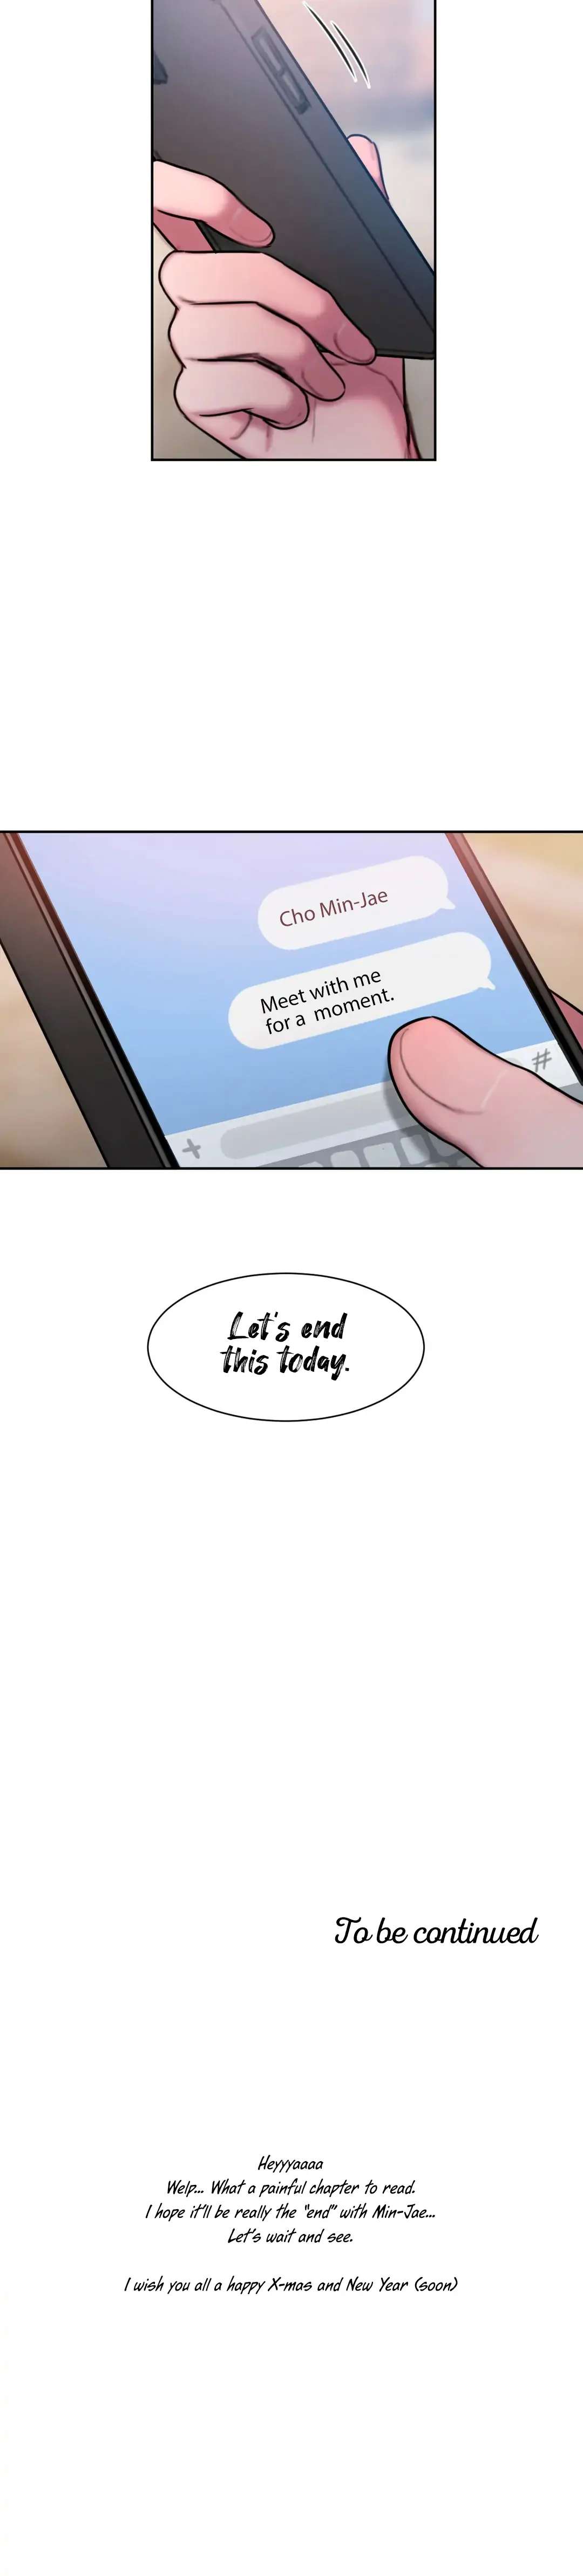 Cho Min-Jae
Meet with me
for a moment.
+
#
Let's end
this today.
To be continued
Heyyyaaaa
Welp... What a painful chapter to read.
I hope it'll be really the "end" with Min-Jae...
Let's wait and see.
I wish you all a happy X-mas and New Year (soon)